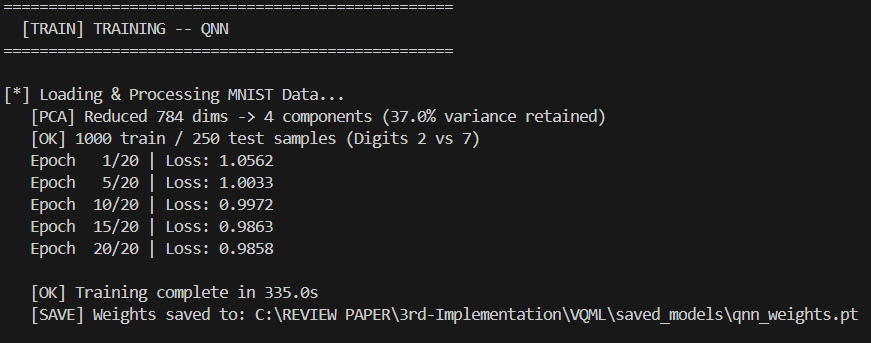 ==================================================
[TRAIN] TRAINING -- QNN
==================================================
[*] Loading & Processing MNIST Data...
[PCA] Reduced 784 dims -> 4 components (37.0% variance retained)
[OK] 1000 train / 250 test samples (Digits 2 vs 7)
Epoch   1/20 | Loss: 1.0562
Epoch   5/20 | Loss: 1.0033
Epoch  10/20 | Loss: 0.9972
Epoch  15/20 | Loss: 0.9863
Epoch  20/20 | Loss: 0.9858
[OK] Training complete in 335.0s
[SAVE] Weights saved to: C:\REVIEW PAPER\3rd-Implementation\VQML\saved_models\qnn_weights.pt